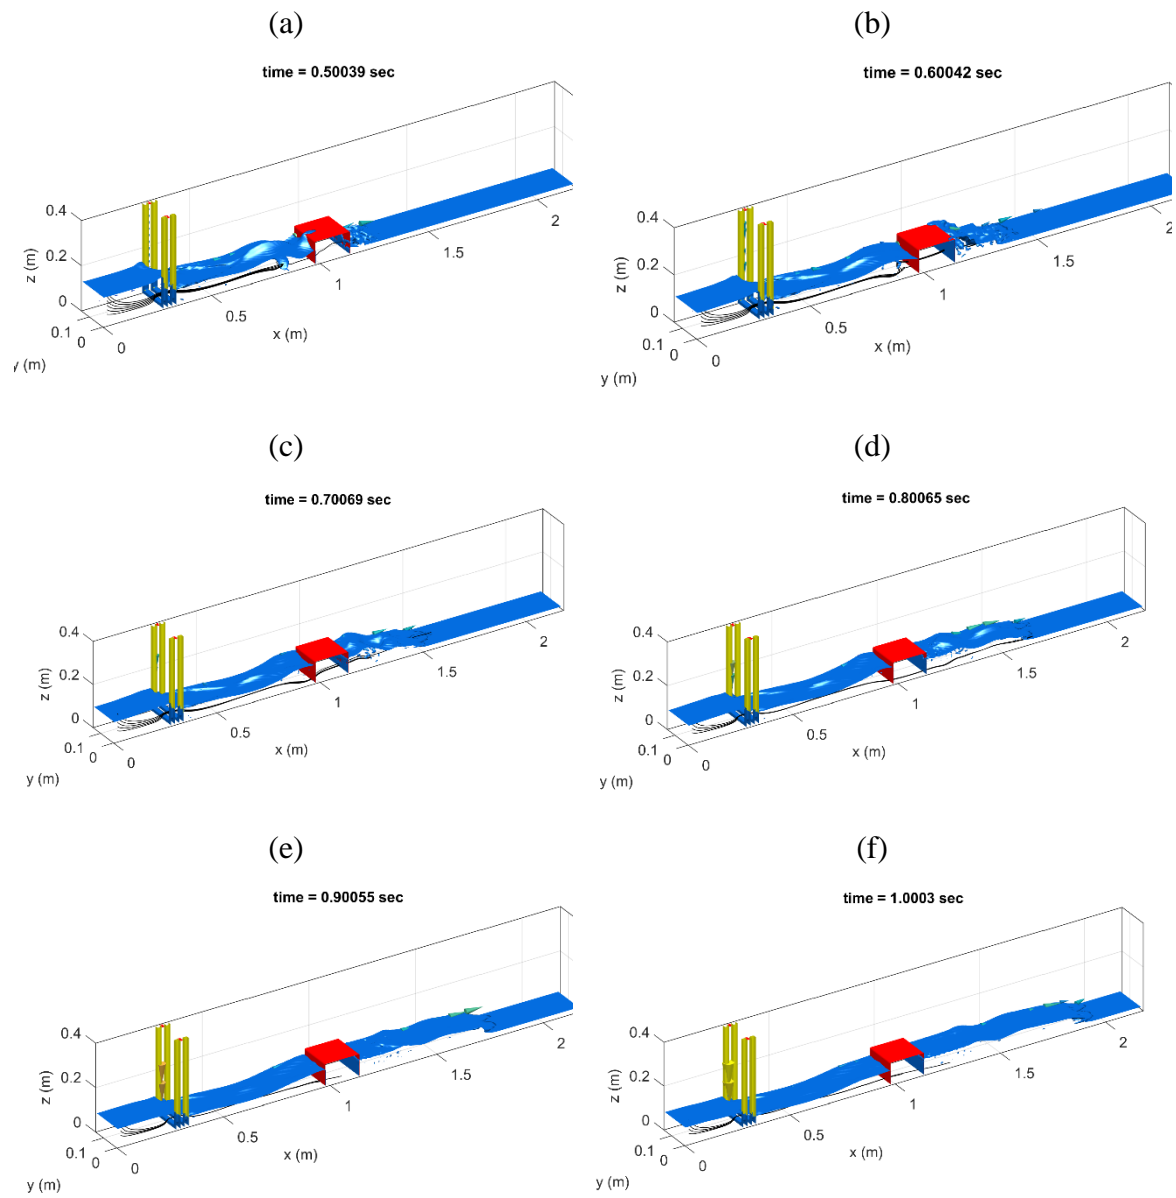 (a)
(b)
time = 0.50039 sec
time = 0.60042 sec
0.4
0.2
0
z (m)
0.1
0
y (m)
0
0.5
1
1.5
2
x (m)
0.4
0.2
0
z (m)
0.1
0
y (m)
0
0.5
1
1.5
2
x (m)
(c)
(d)
time = 0.70069 sec
time = 0.80065 sec
0.4
0.2
0
z (m)
0.1
0
y (m)
0
0.5
1
1.5
2
x (m)
0.4
0.2
0
z (m)
0.1
0
y (m)
0
0.5
1
1.5
2
x (m)
(e)
(f)
time = 0.90055 sec
time = 1.0003 sec
0.4
0.2
0
z (m)
0.1
0
y (m)
0
0.5
1
1.5
2
x (m)
0.4
0.2
0
z (m)
0.1
0
y (m)
0
0.5
1
1.5
2
x (m)